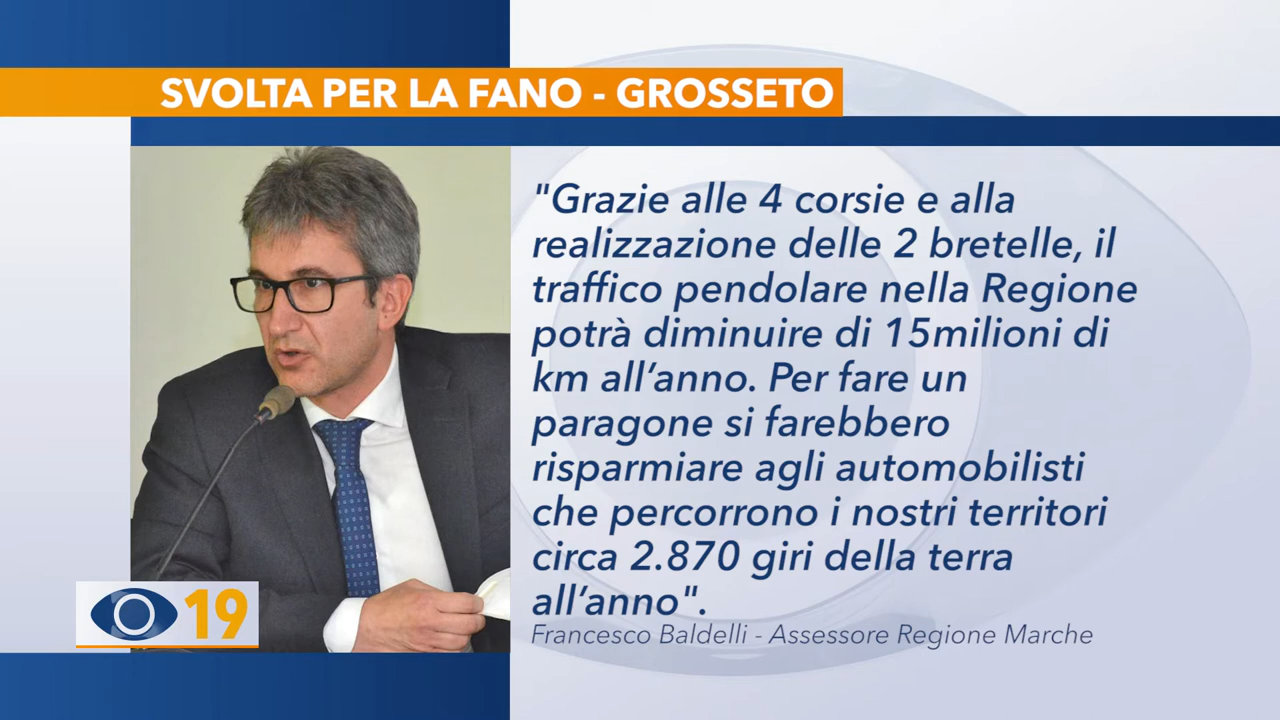 SVOLTA PER LA FANO - GROSSETO
"Grazie alle 4 corsie e alla
realizzazione delle 2 bretelle, il
traffico pendolare nella Regione
potrà diminuire di 15milioni di
km all’anno. Per fare un
paragone si farebbero
risparmiare agli automobilisti
che percorrono i nostri territori
circa 2.870 giri della terra
all’anno".
Francesco Baldelli - Assessore Regione Marche
19